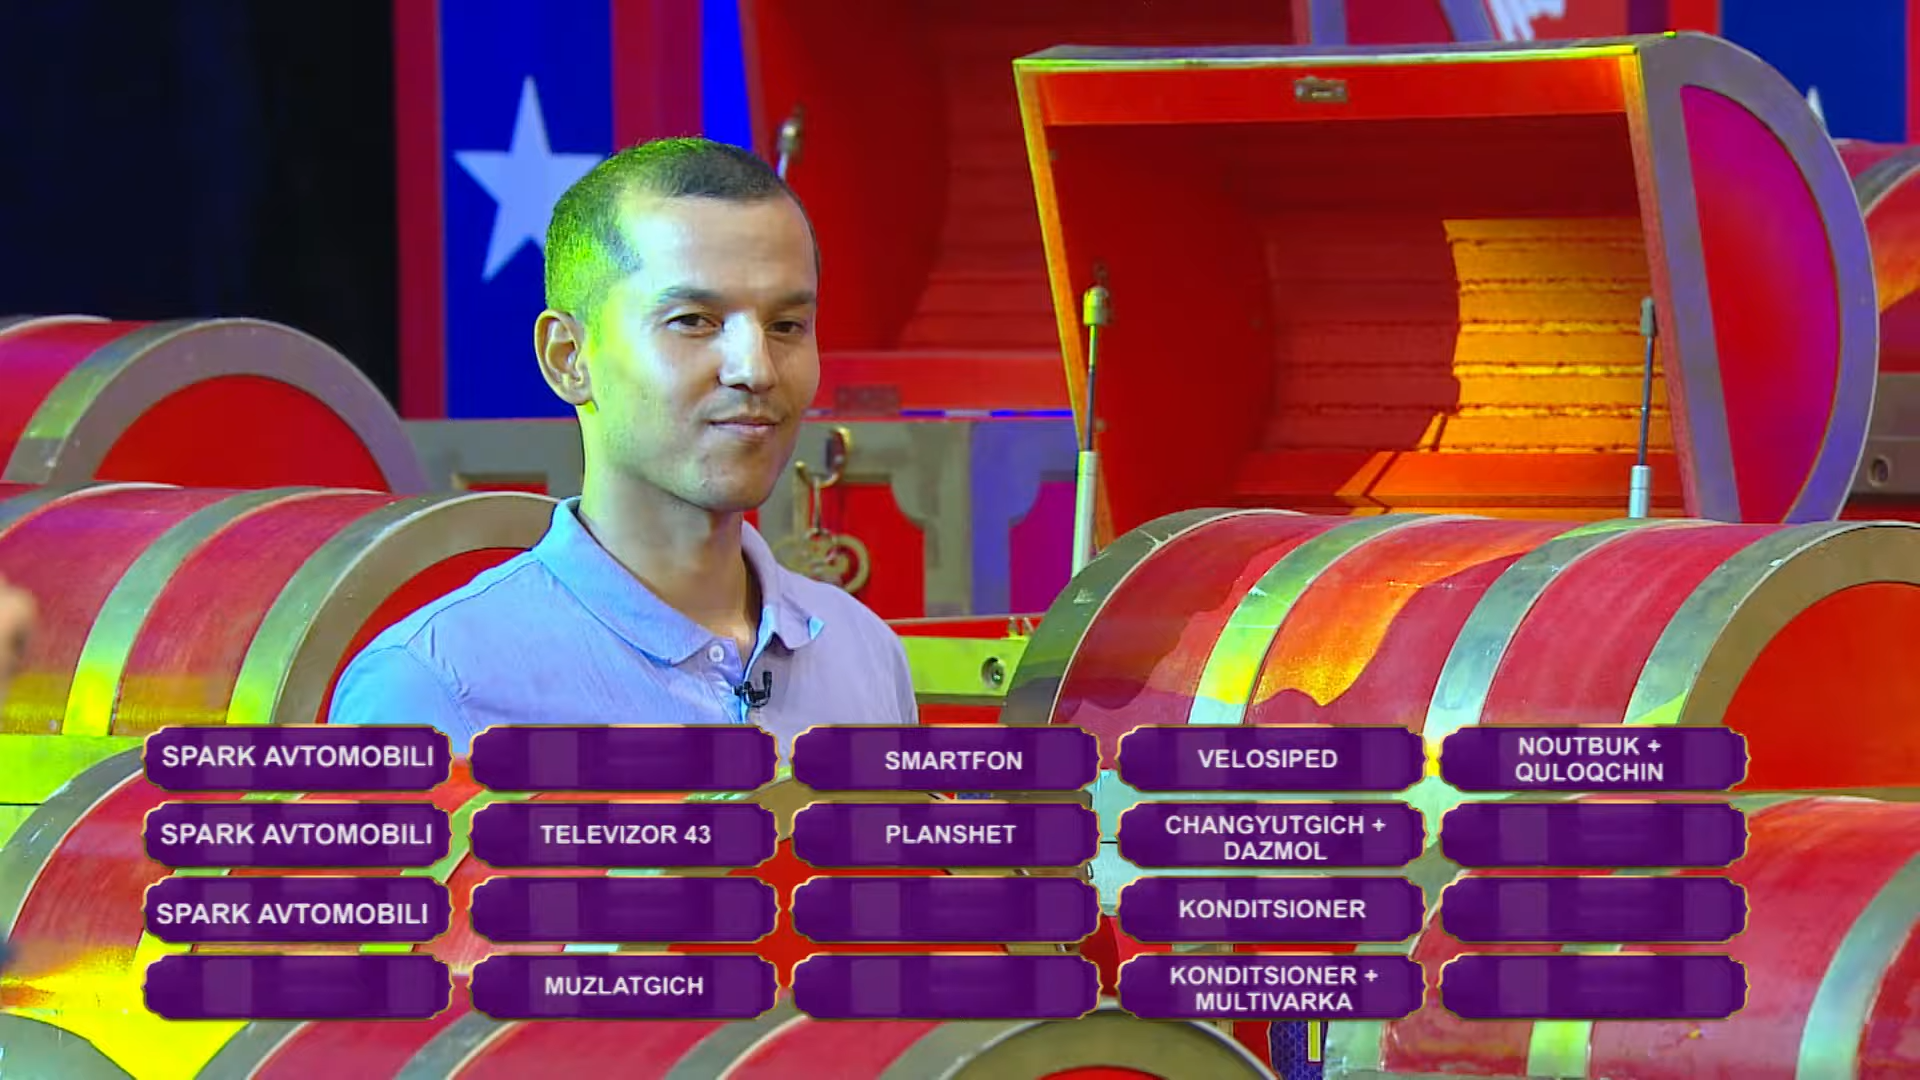 SPARK AVTOMOBILI
SMARTFON
VELOSIPED
NOUTBUK +
QULOQCHIN
SPARK AVTOMOBILI
TELEVIZOR 43
PLANSHET
CHANGYUTGICH +
DAZMOL
SPARK AVTOMOBILI
KONDITSIONER
MUZLATGICH
KONDITSIONER +
MULTIVARKA